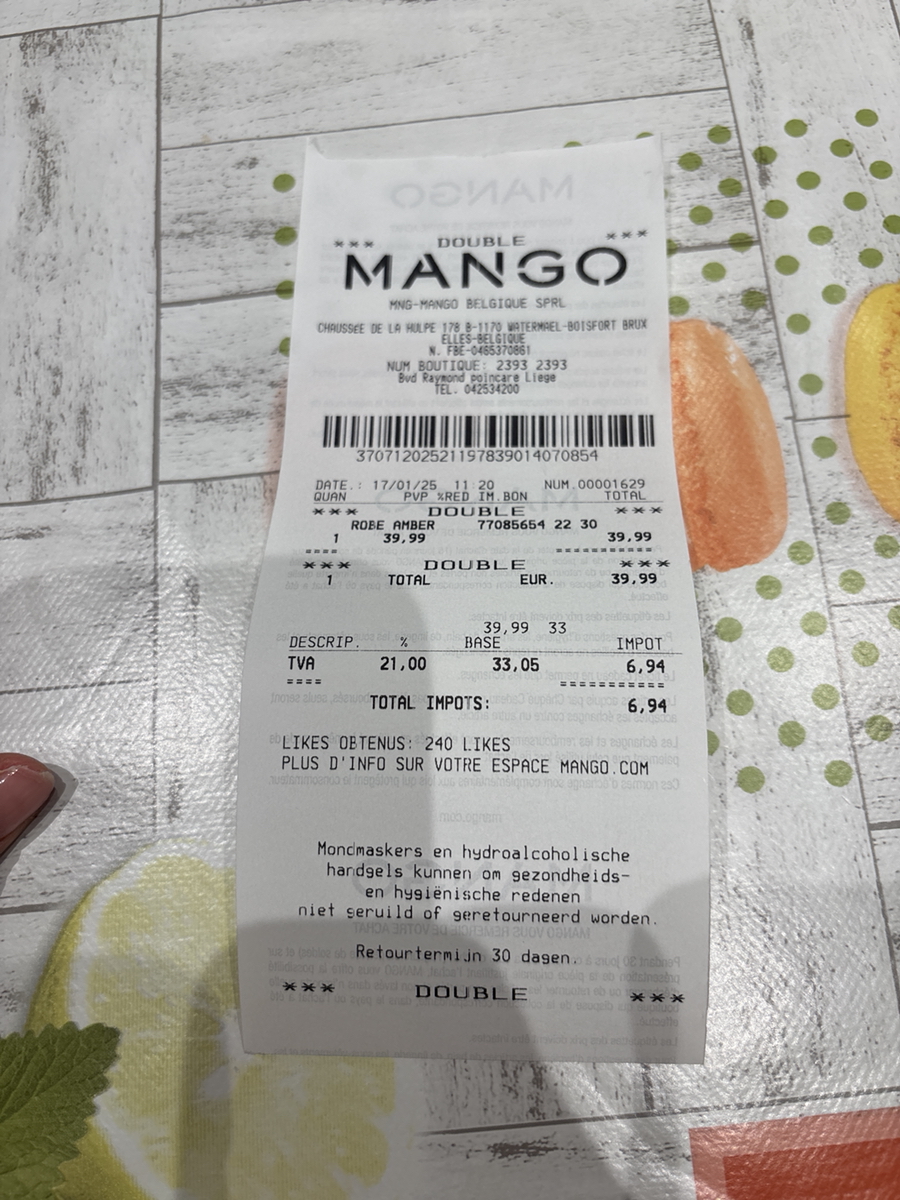 *** DOUBLE ***
MANGO
MNG-MANGO BELGIQUE SPRL
CHAUSSéE DE LA HULPE 178 B-1170 WATERMAEL-BOISFORT BRUX
ELLES-BELGIQUE
N. FBE-0465370861
NUM BOUTIQUE: 2393 2393
Bvd Raymond poincare Liege
TEL. 042534200
37071202521197839014070854
DATE.: 17/01/25 11:20 NUM.00001629
QUAN PVP %RED IM.BON TOTAL
*** DOUBLE ***
ROBE AMBER 77085654 22 30
1 39,99 39,99
==== ===========
*** DOUBLE ***
1 TOTAL EUR. 39,99
39,99 33
DESCRIP. % BASE IMPOT
TVA 21,00 33,05 6,94
==== ===========
TOTAL IMPOTS: 6,94
LIKES OBTENUS: 240 LIKES
PLUS D'INFO SUR VOTRE ESPACE MANGO.COM
Mondmaskers en hydroalcoholische
handgels kunnen om gezondheids-
en hygiënische redenen
niet geruild of geretourneerd worden.
Retourtermijn 30 dagen.
*** DOUBLE ***